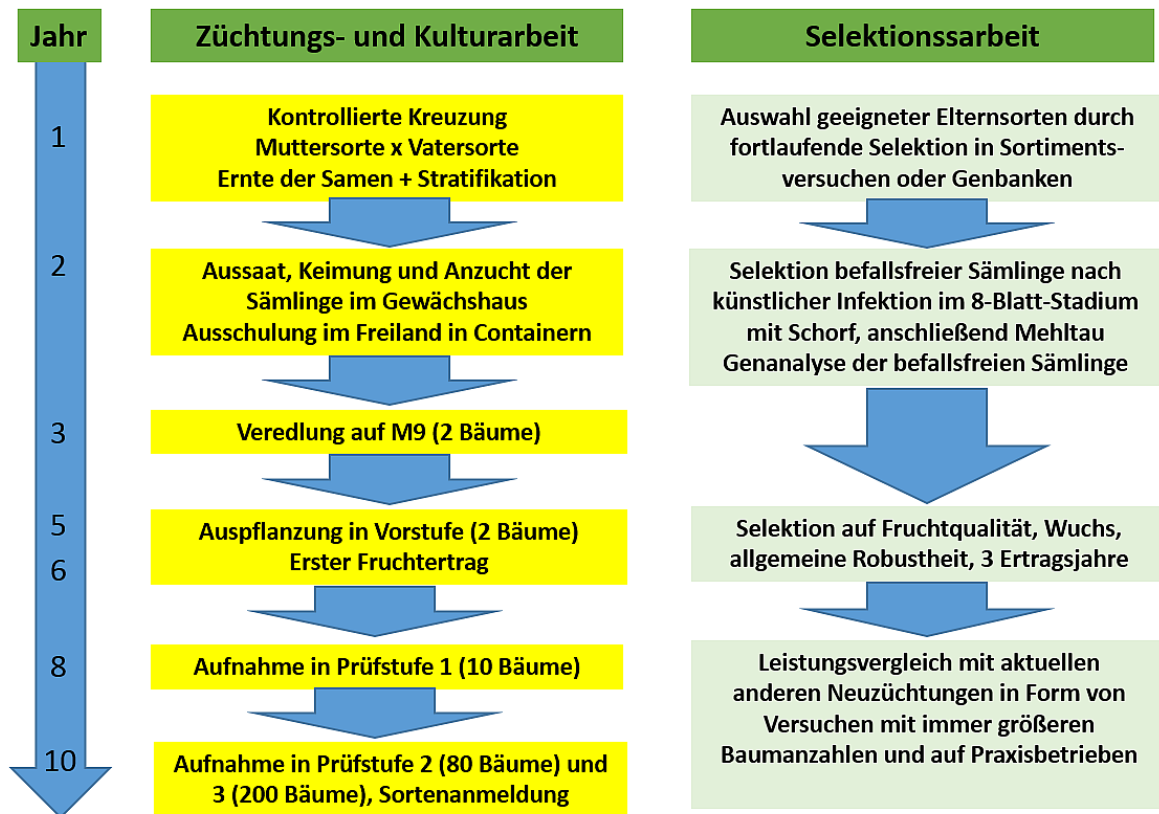 Jahr
Züchtungs- und Kulturarbeit
Selektionssarbeit
1
Kontrollierte Kreuzung
Muttersorte x Vatersorte
Ernte der Samen + Stratifikation
Auswahl geeigneter Elternsorten durch
fortlaufende Selektion in Sortiments-
versuchen oder Genbanken
2
Aussaat, Keimung und Anzucht der
Sämlinge im Gewächshaus
Ausschulung im Freiland in Containern
Selektion befallsfreier Sämlinge nach
künstlicher Infektion im 8-Blatt-Stadium
mit Schorf, anschließend Mehltau
Genanalyse der befallsfreien Sämlinge
3
Veredlung auf M9 (2 Bäume)
5
6
Auspflanzung in Vorstufe (2 Bäume)
Erster Fruchtertrag
Selektion auf Fruchtqualität, Wuchs,
allgemeine Robustheit, 3 Ertragsjahre
8
Aufnahme in Prüfstufe 1 (10 Bäume)
Leistungsvergleich mit aktuellen
anderen Neuzüchtungen in Form von
Versuchen mit immer größeren
Baumanzahlen und auf Praxisbetrieben
10
Aufnahme in Prüfstufe 2 (80 Bäume) und
3 (200 Bäume), Sortenanmeldung